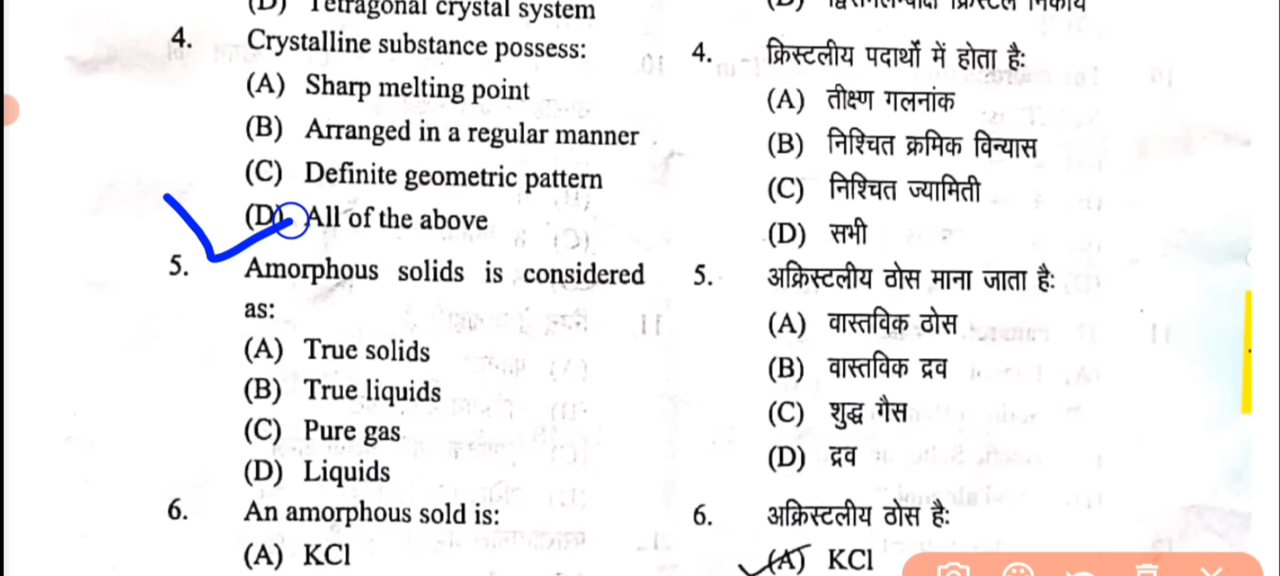 (D) Tetragonal crystal system
4. Crystalline substance possess:
(A) Sharp melting point
(B) Arranged in a regular manner
(C) Definite geometric pattern
(D) All of the above
5. Amorphous solids is considered
as:
(A) True solids
(B) True liquids
(C) Pure gas
(D) Liquids
6. An amorphous sold is:
(A) KCl
4. क्रिस्टलीय पदार्थों में होता है:
(A) तीक्ष्ण गलनांक
(B) निश्चित क्रमिक विन्यास
(C) निश्चित ज्यामिती
(D) सभी
5. अक्रिस्टलीय ठोस माना जाता है:
(A) वास्तविक ठोस
(B) वास्तविक द्रव
(C) शुद्ध गैस
(D) द्रव
6. अक्रिस्टलीय ठोस है:
(A) KCl